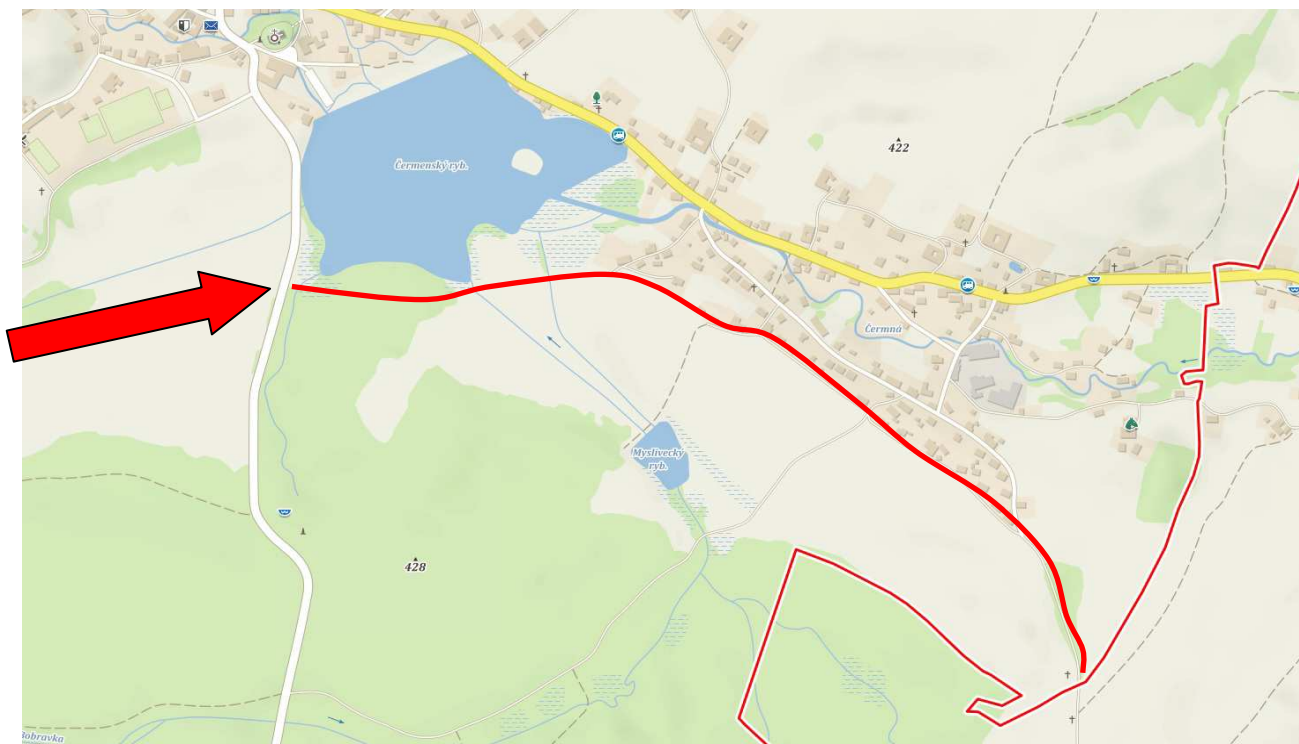 Čermenský ryb.
422
Čermná
Myslivecký
ryb.
428
Bobravka